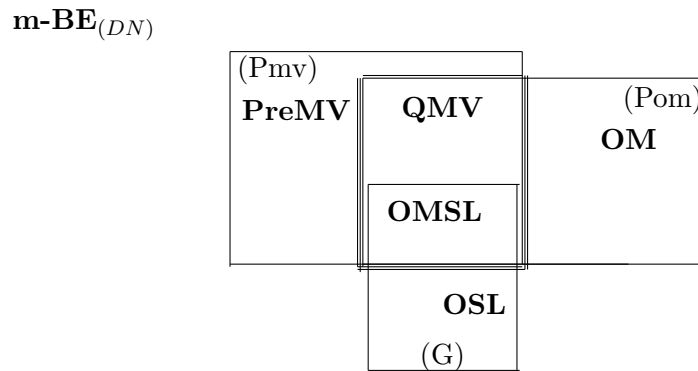 m-BE(DN)
(Pmv)
PreMV QMV (Pom)
OM
OMSL
OSL
(G)